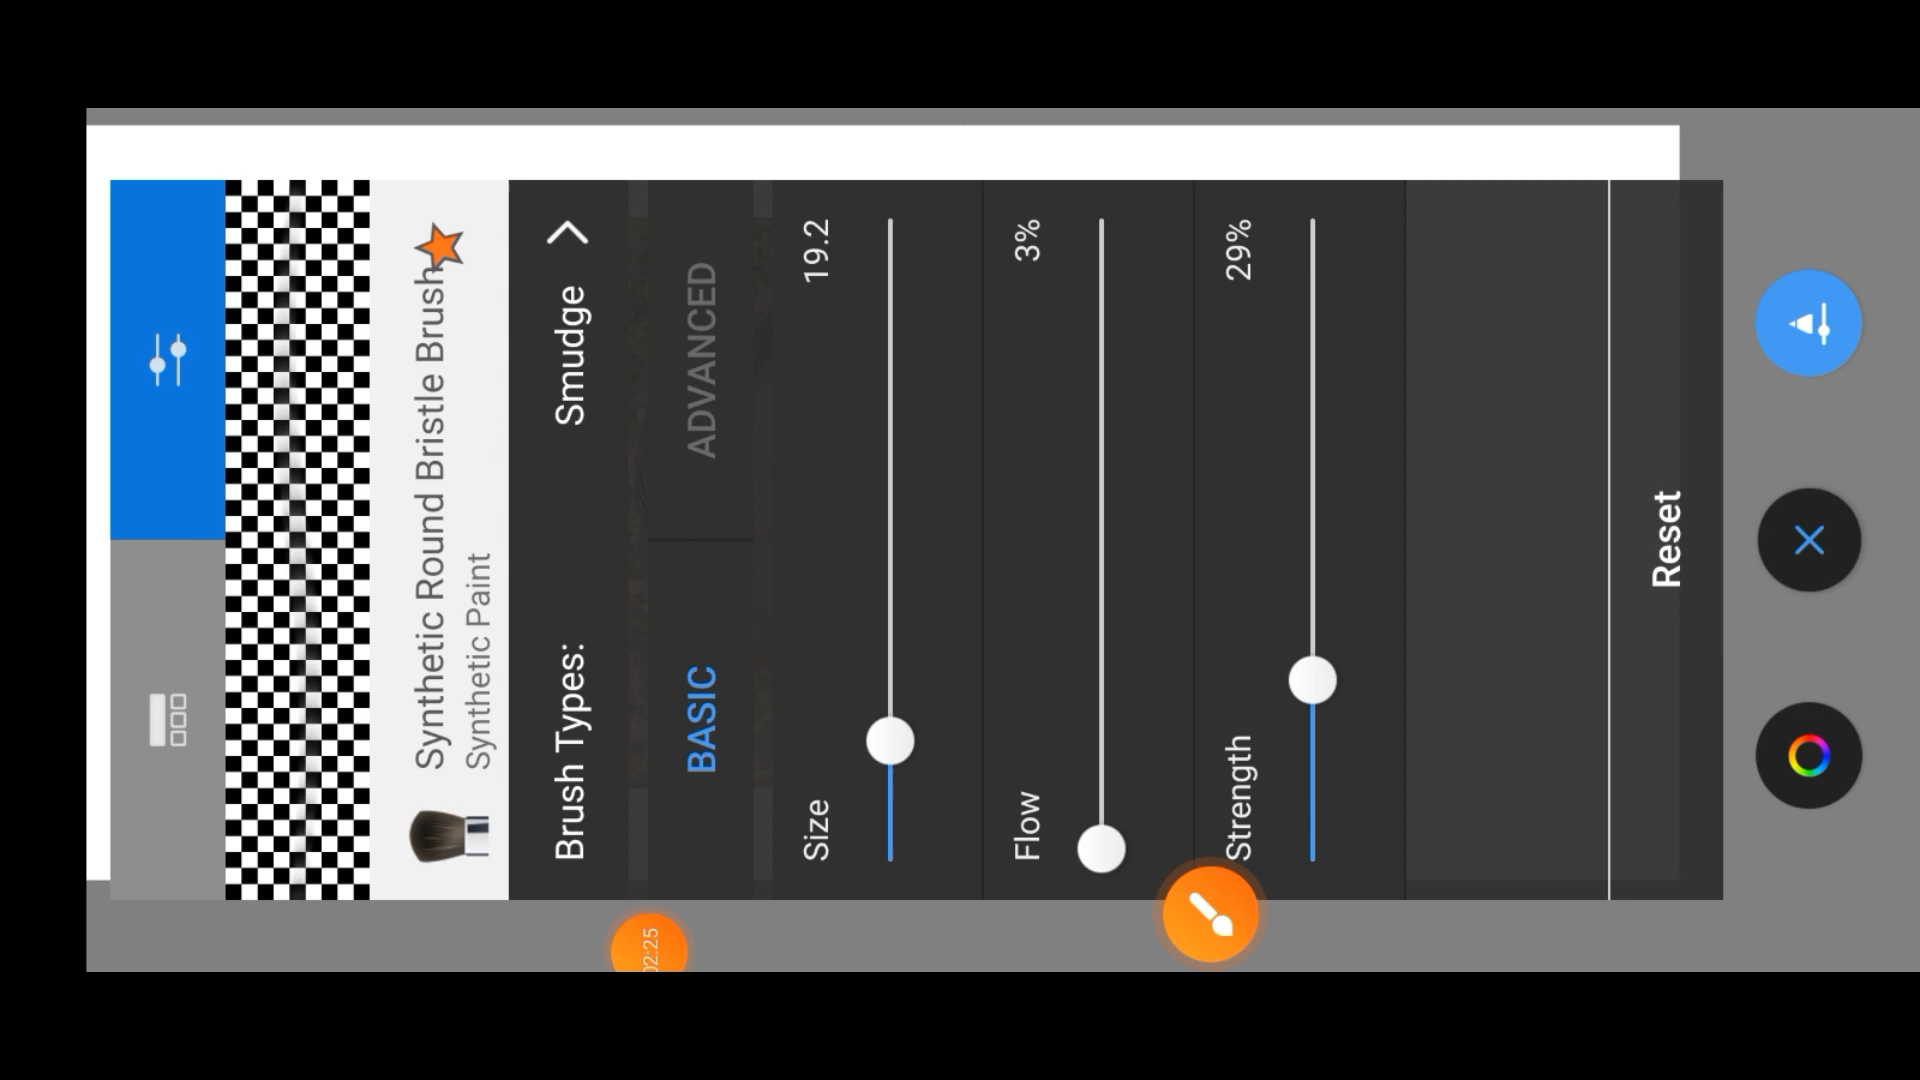 Synthetic Round Bristle Brush
Synthetic Paint
Brush Types: Smudge
BASIC ADVANCED
Size 19.2
Flow 3%
Strength 29%
Reset
02:25